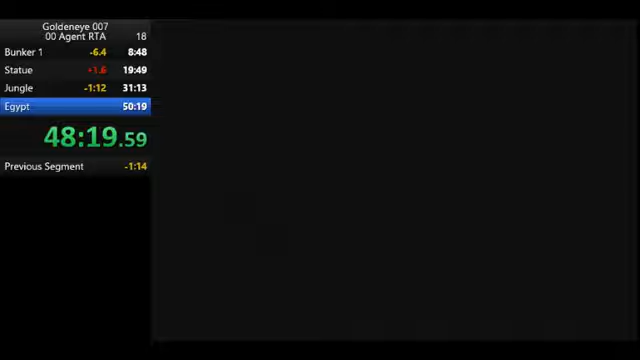 Goldeneye 007
00 Agent RTA 18
Bunker 1 -6.4 8:48
Statue +1.6 19:49
Jungle -1:12 31:13
Egypt 50:19
48:19.59
Previous Segment -1:14